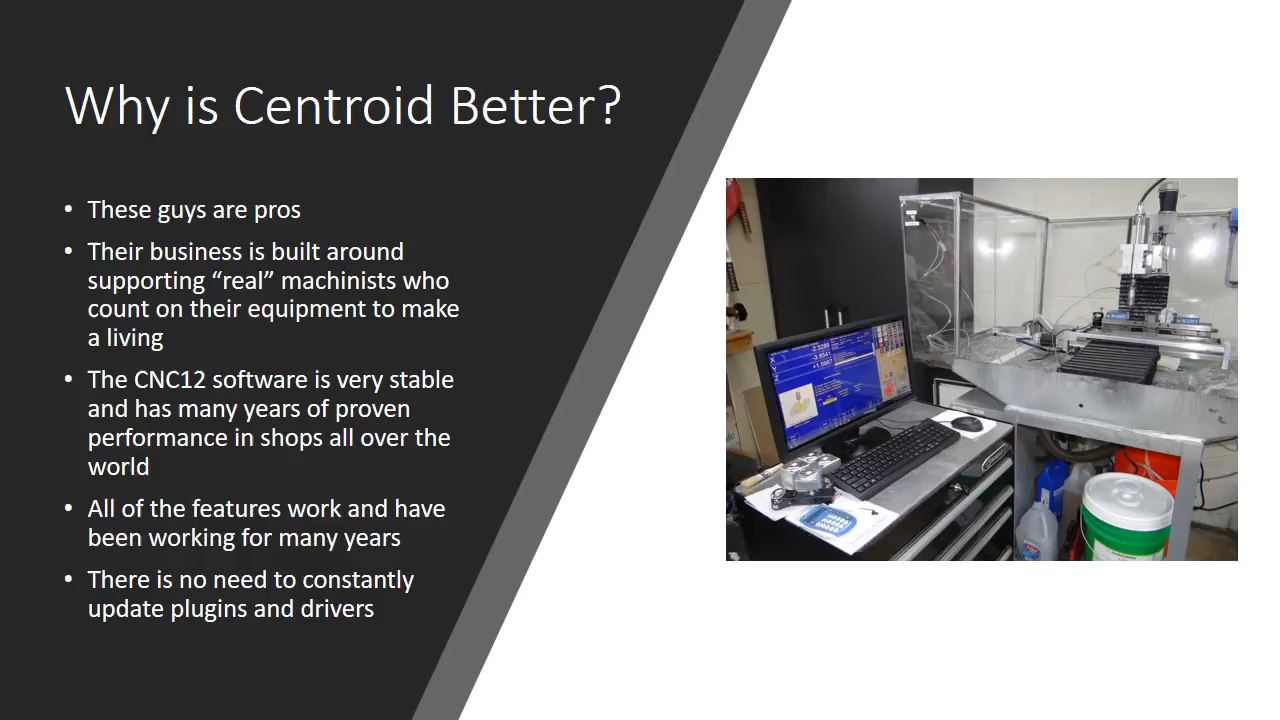 Why is Centroid Better?
• These guys are pros
• Their business is built around
supporting “real” machinists who
count on their equipment to make
a living
• The CNC12 software is very stable
and has many years of proven
performance in shops all over the
world
• All of the features work and have
been working for many years
• There is no need to constantly
update plugins and drivers
X
Y
Z
KURT
KURT